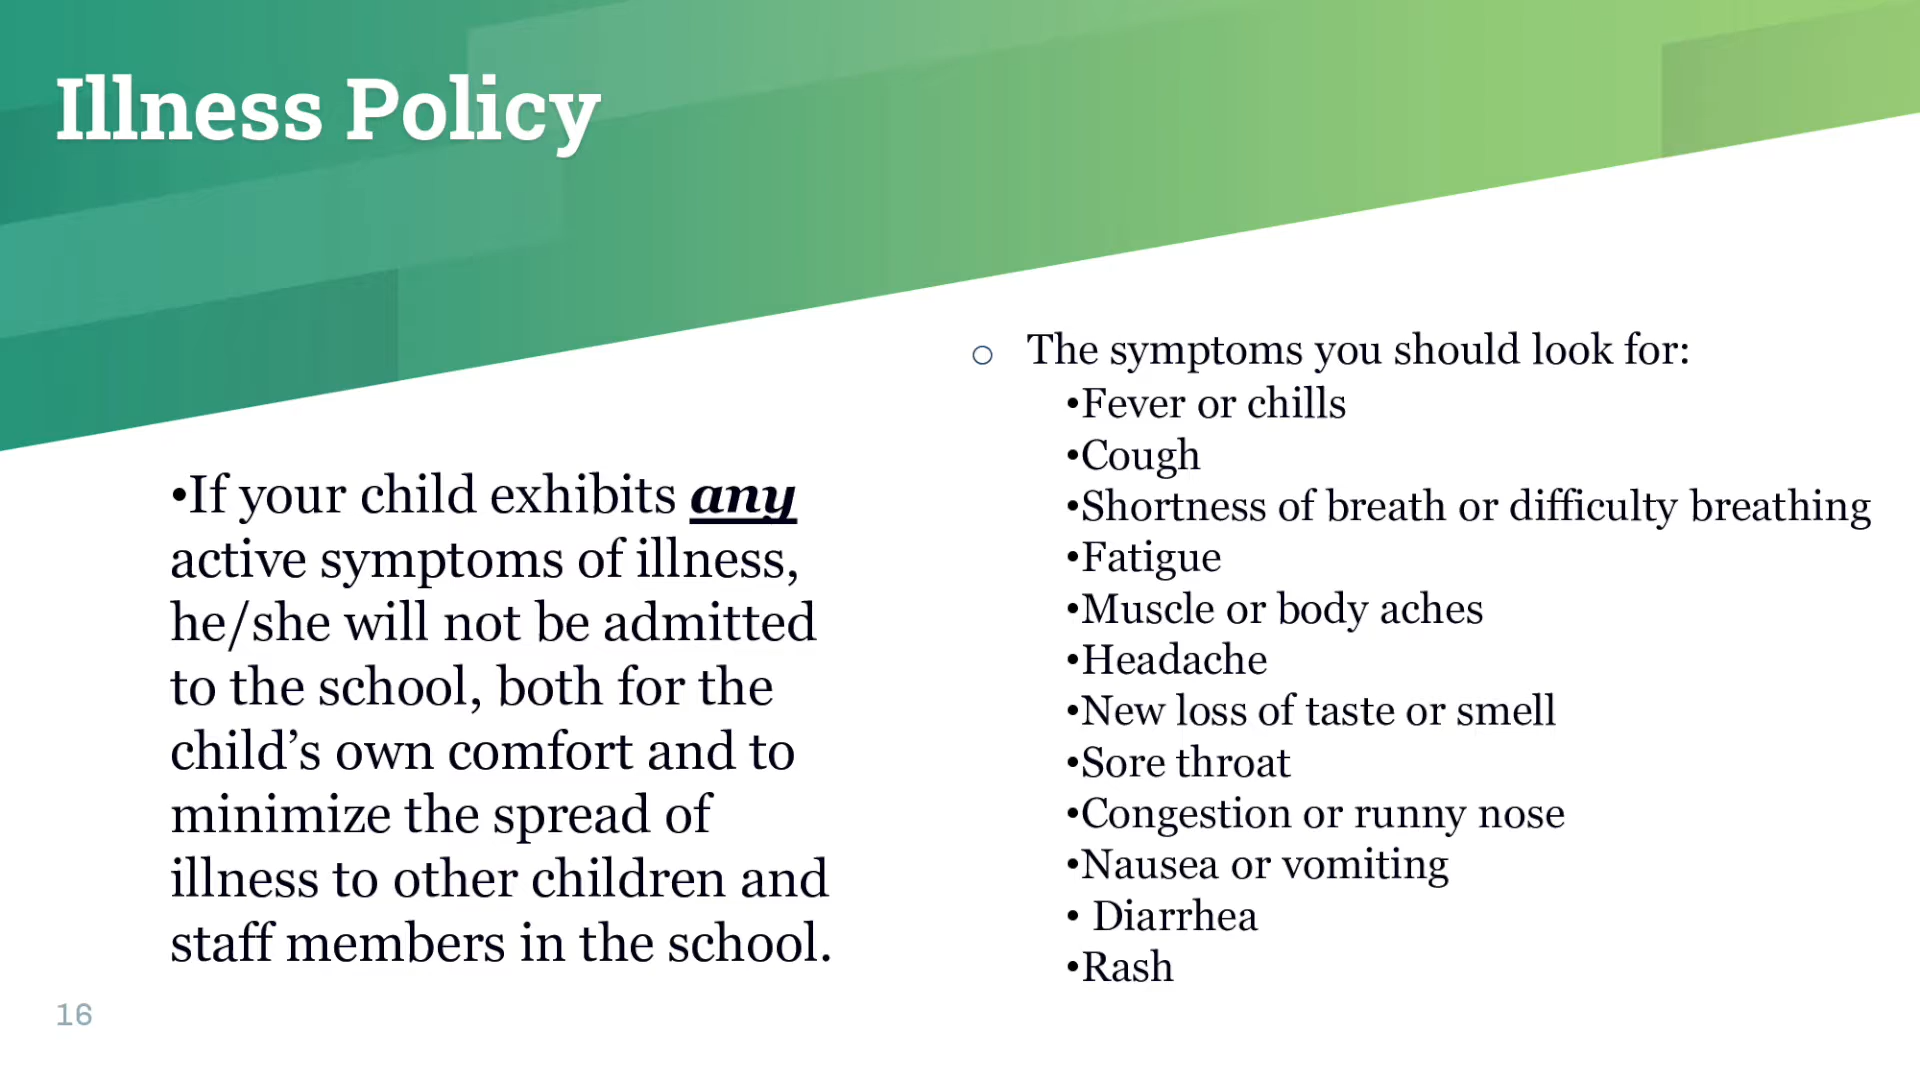 Illness Policy
•If your child exhibits any
active symptoms of illness,
he/she will not be admitted
to the school, both for the
child’s own comfort and to
minimize the spread of
illness to other children and
staff members in the school.
○ The symptoms you should look for:
•Fever or chills
•Cough
•Shortness of breath or difficulty breathing
•Fatigue
•Muscle or body aches
•Headache
•New loss of taste or smell
•Sore throat
•Congestion or runny nose
•Nausea or vomiting
• Diarrhea
•Rash
16